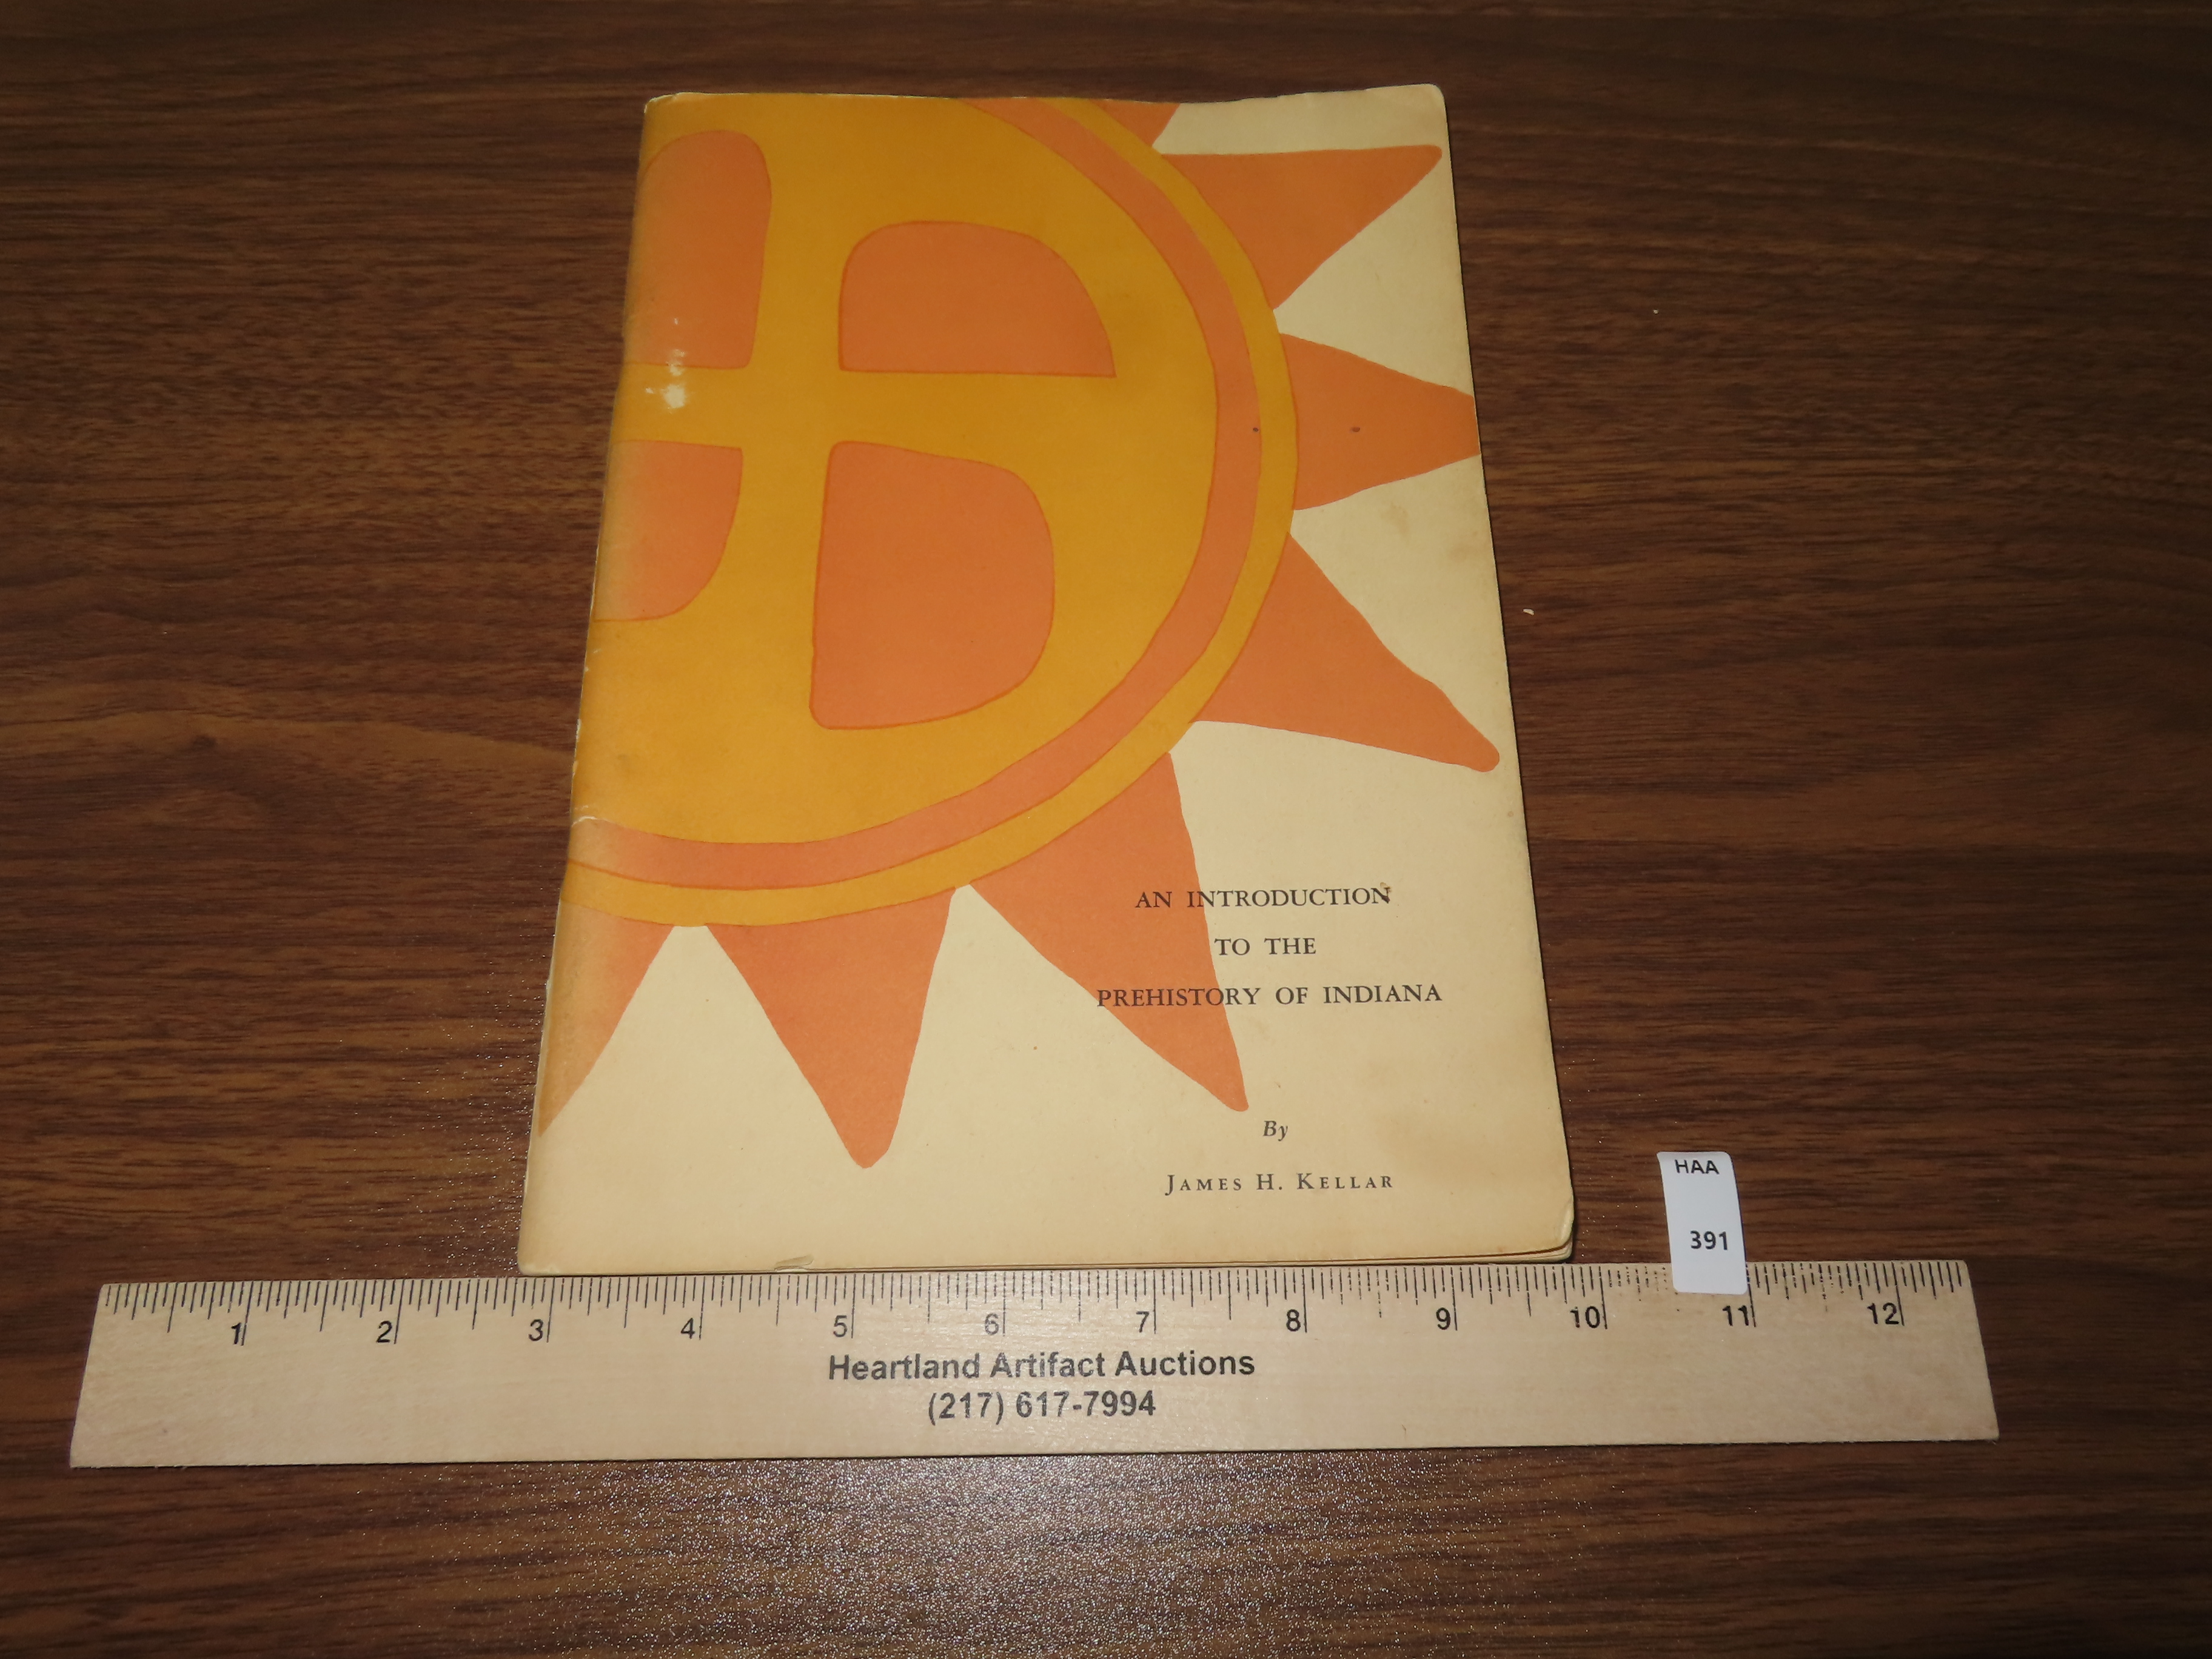 AN INTRODUCTION
TO THE
PREHISTORY OF INDIANA
By
JAMES H. KELLAR
HAA
391
1 2 3 4 5 6 7 8 9 10 11 12
Heartland Artifact Auctions
(217) 617-7994